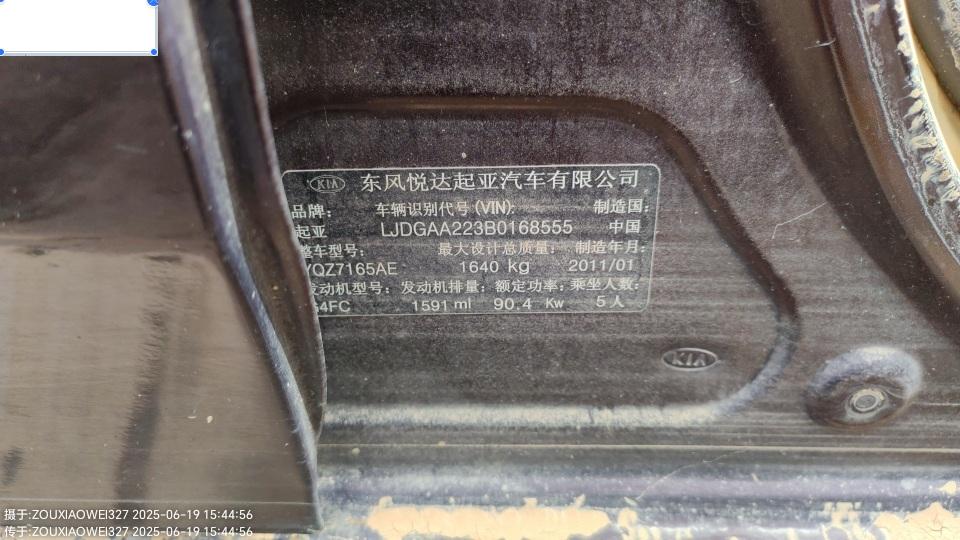 KIA 东风悦达起亚汽车有限公司
品牌: 车辆识别代号(VIN): 制造国:
起亚 LJDGAA223B0168555 中国
整车型号: 最大设计总质量: 制造年月:
YQZ7165AE 1640 kg 2011/01
发动机型号: 发动机排量: 额定功率: 乘坐人数:
64FC 1591 ml 90.4 Kw 5人
KIA
摄于:ZOUXIAOWEI327 2025-06-19 15:44:56
传于:ZOUXIAOWEI327 2025-06-19 15:44:56